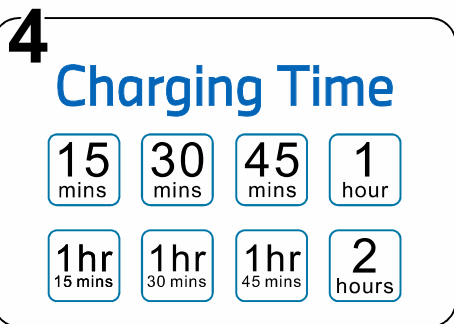 4
Charging Time
15 30 45 1
mins mins mins hour
1hr 1hr 1hr 2
15 mins 30 mins 45 mins hours